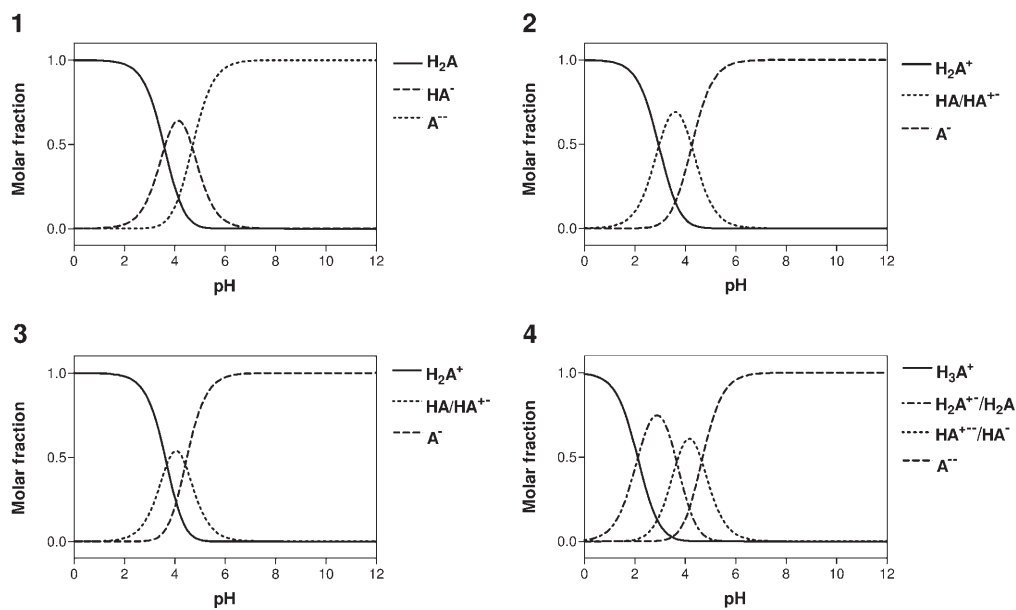 1
Molar fraction
1.0
0.5
0.0
0 2 4 6 8 10 12
pH
H₂A
HA⁻
A⁻⁻
2
Molar fraction
1.0
0.5
0.0
0 2 4 6 8 10 12
pH
H₂A⁺
HA/HA⁺⁻
A⁻
3
Molar fraction
1.0
0.5
0.0
0 2 4 6 8 10 12
pH
H₂A⁺
HA/HA⁺⁻
A⁻
4
Molar fraction
1.0
0.5
0.0
0 2 4 6 8 10 12
pH
H₃A⁺
H₂A⁺⁻/H₂A
HA⁺⁻⁻/HA⁻
A⁻⁻